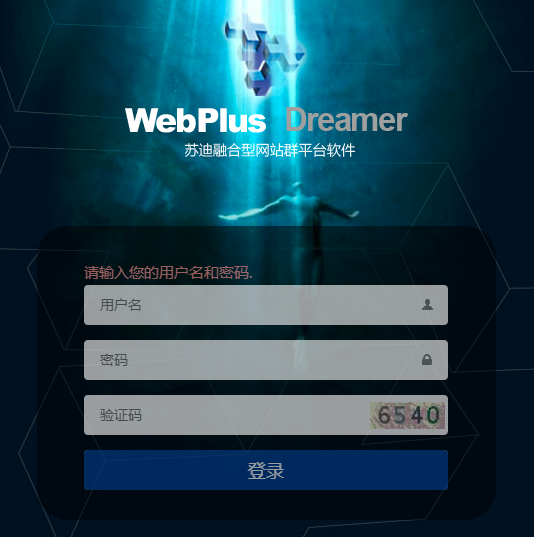 WebPlus Dreamer
苏迪融合型网站群平台软件
请输入您的用户名和密码.
用户名
密码
验证码 6540
登录